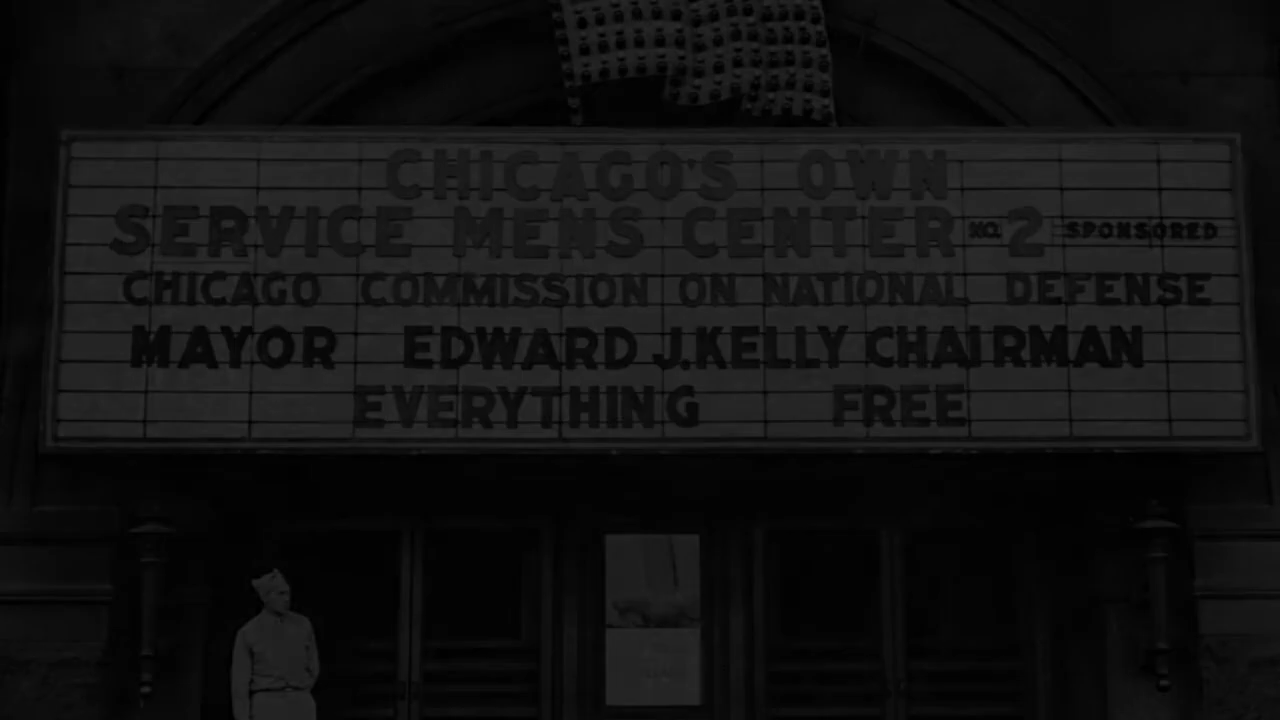 CHICAGO'S OWN
SERVICE MENS CENTER NO. 2 SPONSORED
CHICAGO COMMISSION ON NATIONAL DEFENSE
MAYOR EDWARD J. KELLY CHAIRMAN
EVERYTHING FREE